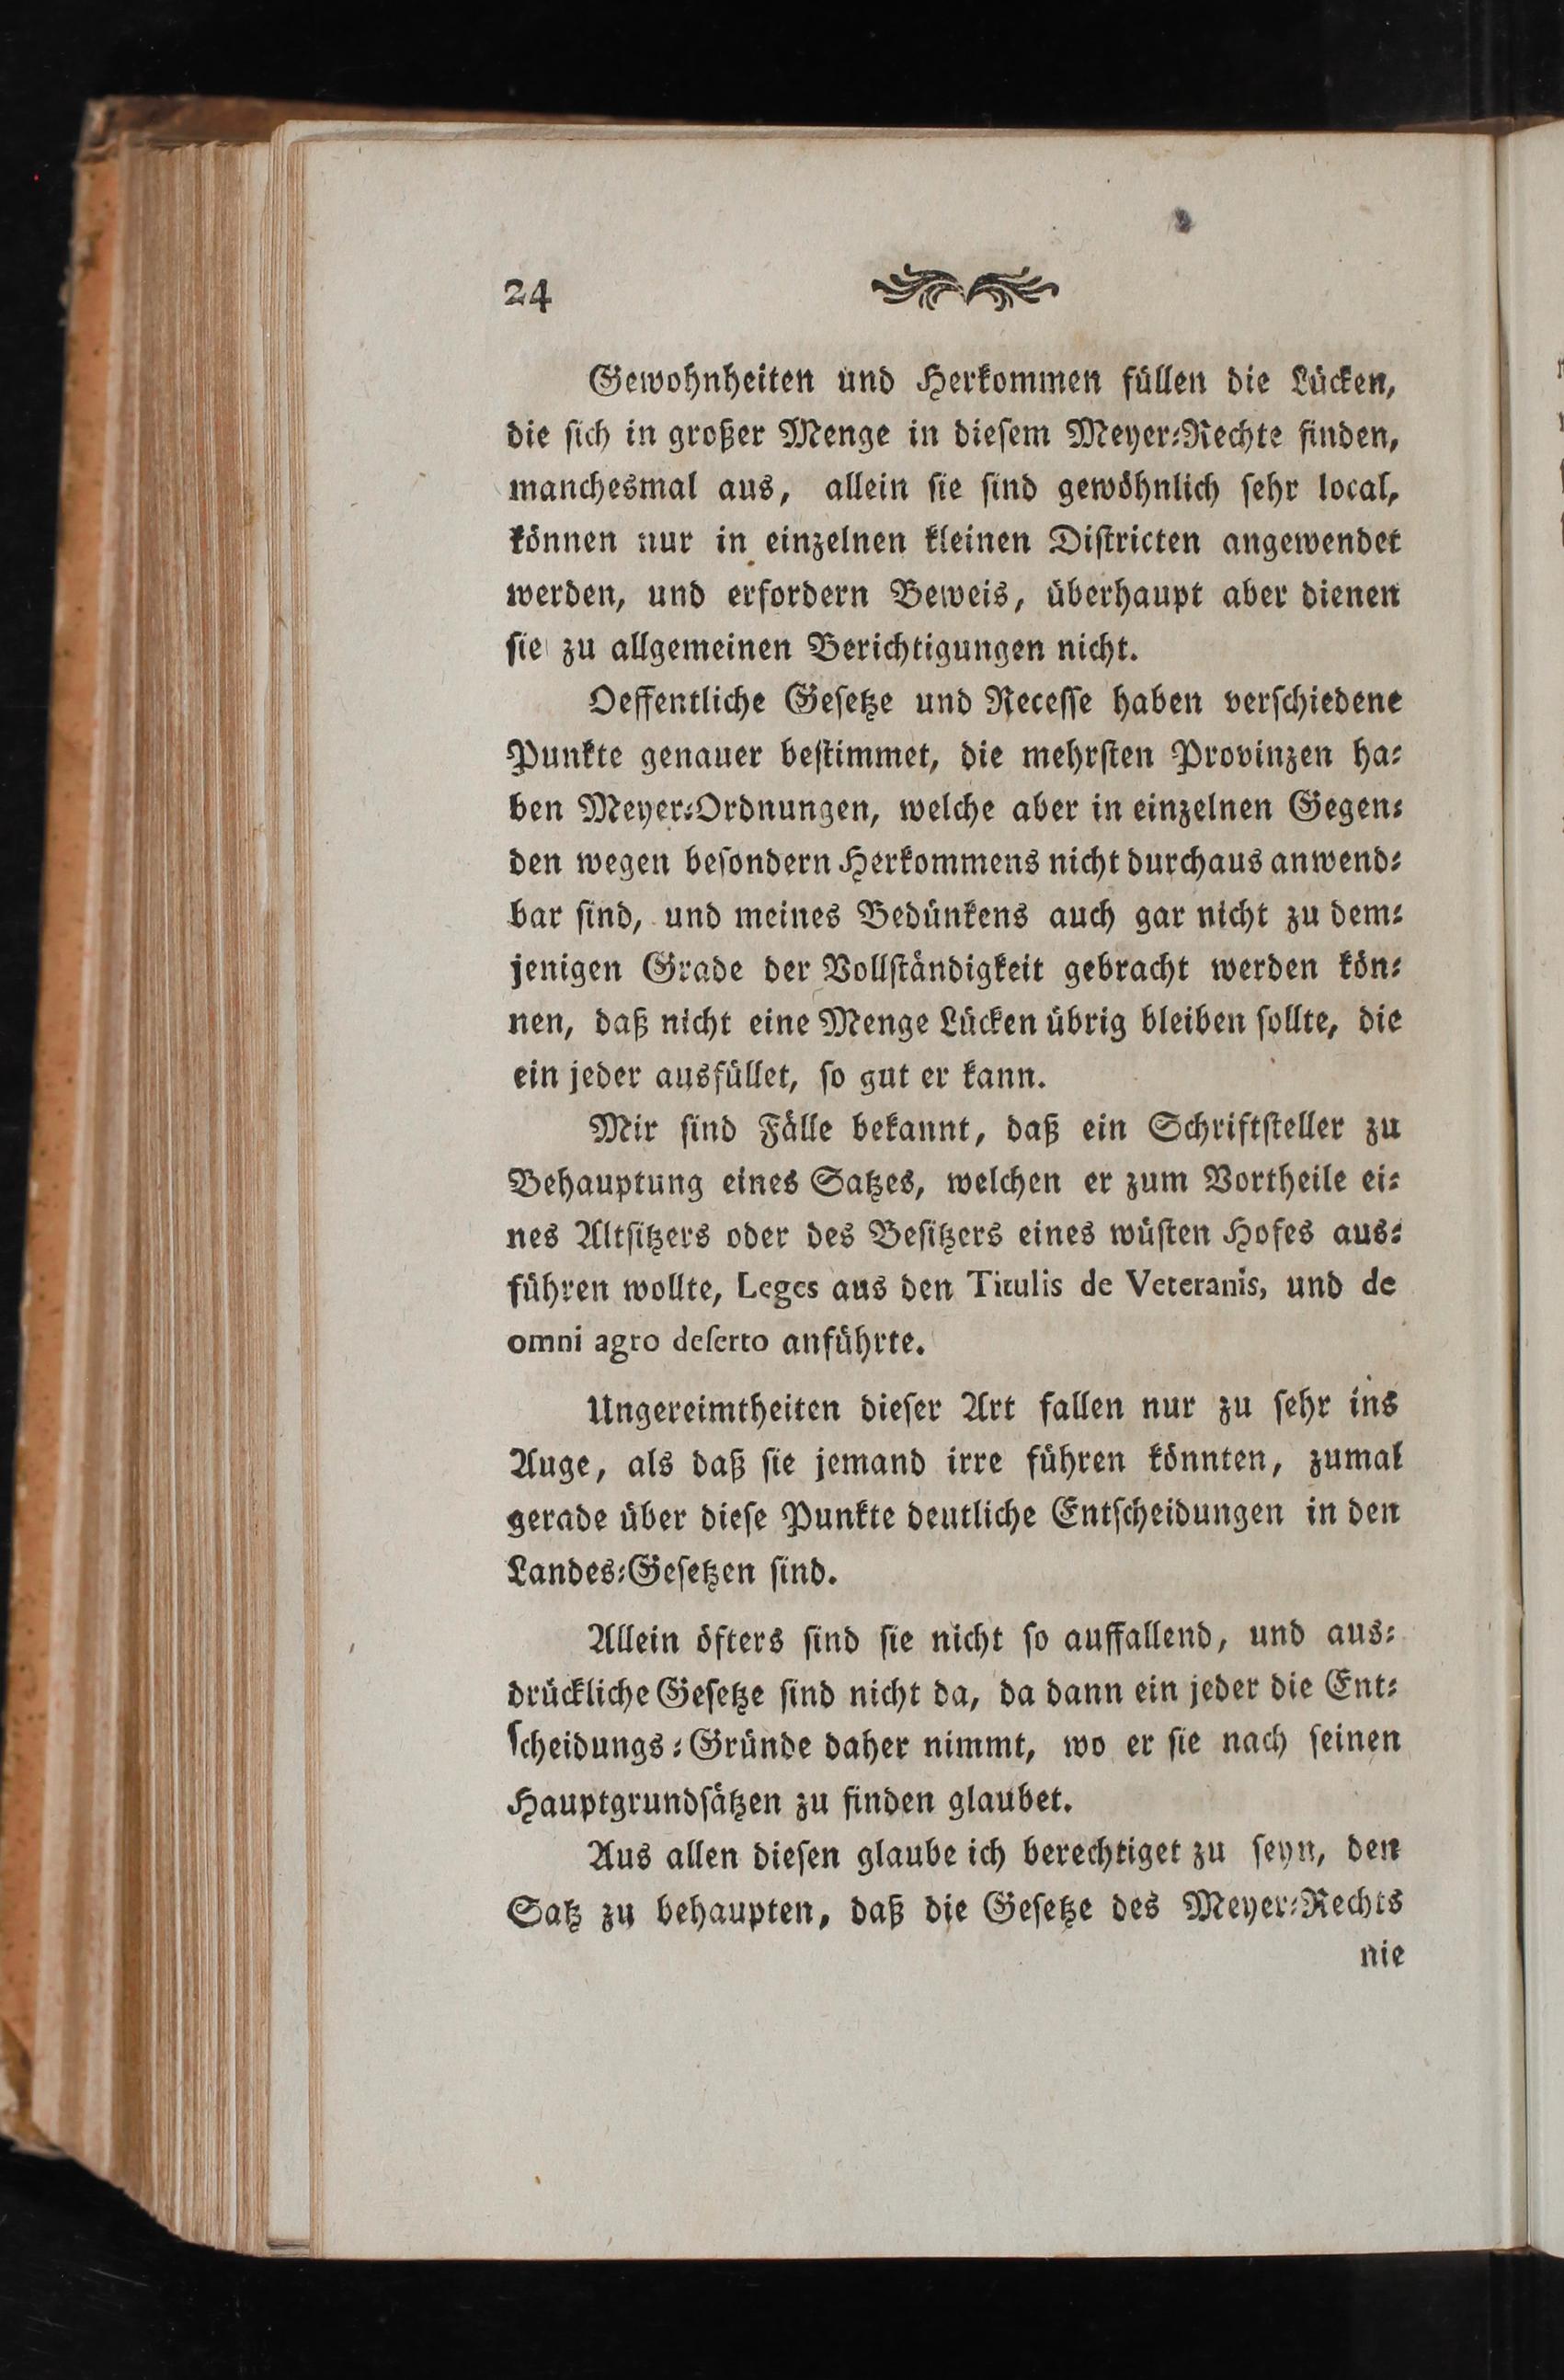 24
Gewohnheiten und Herkommen füllen die Lücken,
die ſich in großer Menge in dieſem Meyer⸗Rechte finden,
manchesmal aus, allein ſie ſind gewöhnlich ſehr local,
können nur in einzelnen kleinen Diſtricten angewendet
werden, und erfordern Beweis, überhaupt aber dienen
ſie zu allgemeinen Berichtigungen nicht.
Oeffentliche Geſetze und Receſſe haben verſchiedene
Punkte genauer beſtimmet, die mehrſten Provinzen ha⸗
ben Meyer⸗Ordnungen, welche aber in einzelnen Gegen⸗
den wegen beſondern Herkommens nicht durchaus anwend⸗
bar ſind, und meines Bedünkens auch gar nicht zu dem⸗
jenigen Grade der Vollſtändigkeit gebracht werden kön⸗
nen, daß nicht eine Menge Lücken übrig bleiben ſollte, die
ein jeder ausfüllet, ſo gut er kann.
Mir ſind Fälle bekannt, daß ein Schriftſteller zu
Behauptung eines Satzes, welchen er zum Vortheile ei⸗
nes Altſitzers oder des Beſitzers eines wüſten Hofes aus⸗
führen wollte, Leges aus den Titulis de Veteranis, und de
omni agro deſerto anführte.
Ungereimtheiten dieſer Art fallen nur zu ſehr ins
Auge, als daß ſie jemand irre führen könnten, zumal
gerade über dieſe Punkte deutliche Entſcheidungen in den
Landes⸗Geſetzen ſind.
Allein öfters ſind ſie nicht ſo auffallend, und aus⸗
drückliche Geſetze ſind nicht da, da dann ein jeder die Ent⸗
ſcheidungs⸗Gründe daher nimmt, wo er ſie nach ſeinen
Hauptgrundſätzen zu finden glaubet.
Aus allen dieſen glaube ich berechtiget zu ſeyn, den
Satz zu behaupten, daß die Geſetze des Meyer⸗Rechts
nie